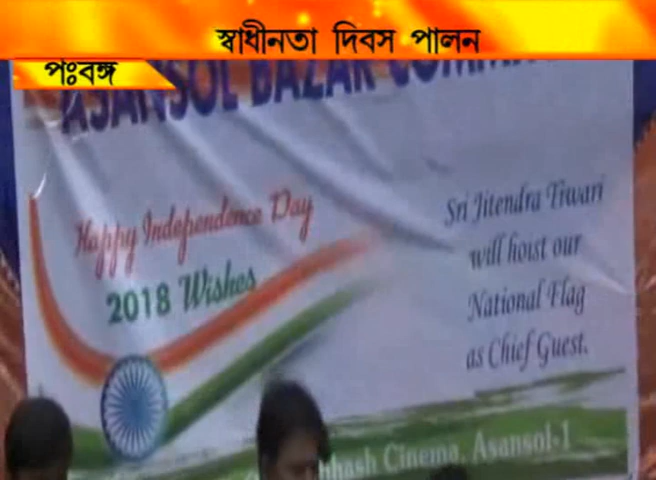 স্বাধীনতা দিবস পালন
পঃবঙ্গ
ASANSOL BAZAR
Happy Independence Day
2018 Wishes
Sri Jitendra Tiwari
will hoist our
National Flag
as Chief Guest.
Cinema, Asansol-1